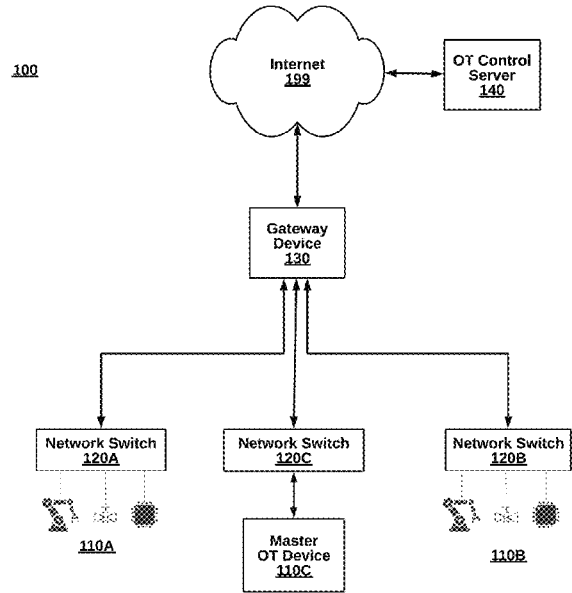 100
Internet
199
OT Control
Server
140
Gateway
Device
130
Network Switch
120A
Network Switch
120C
Network Switch
120B
110A
Master
OT Device
110C
110B